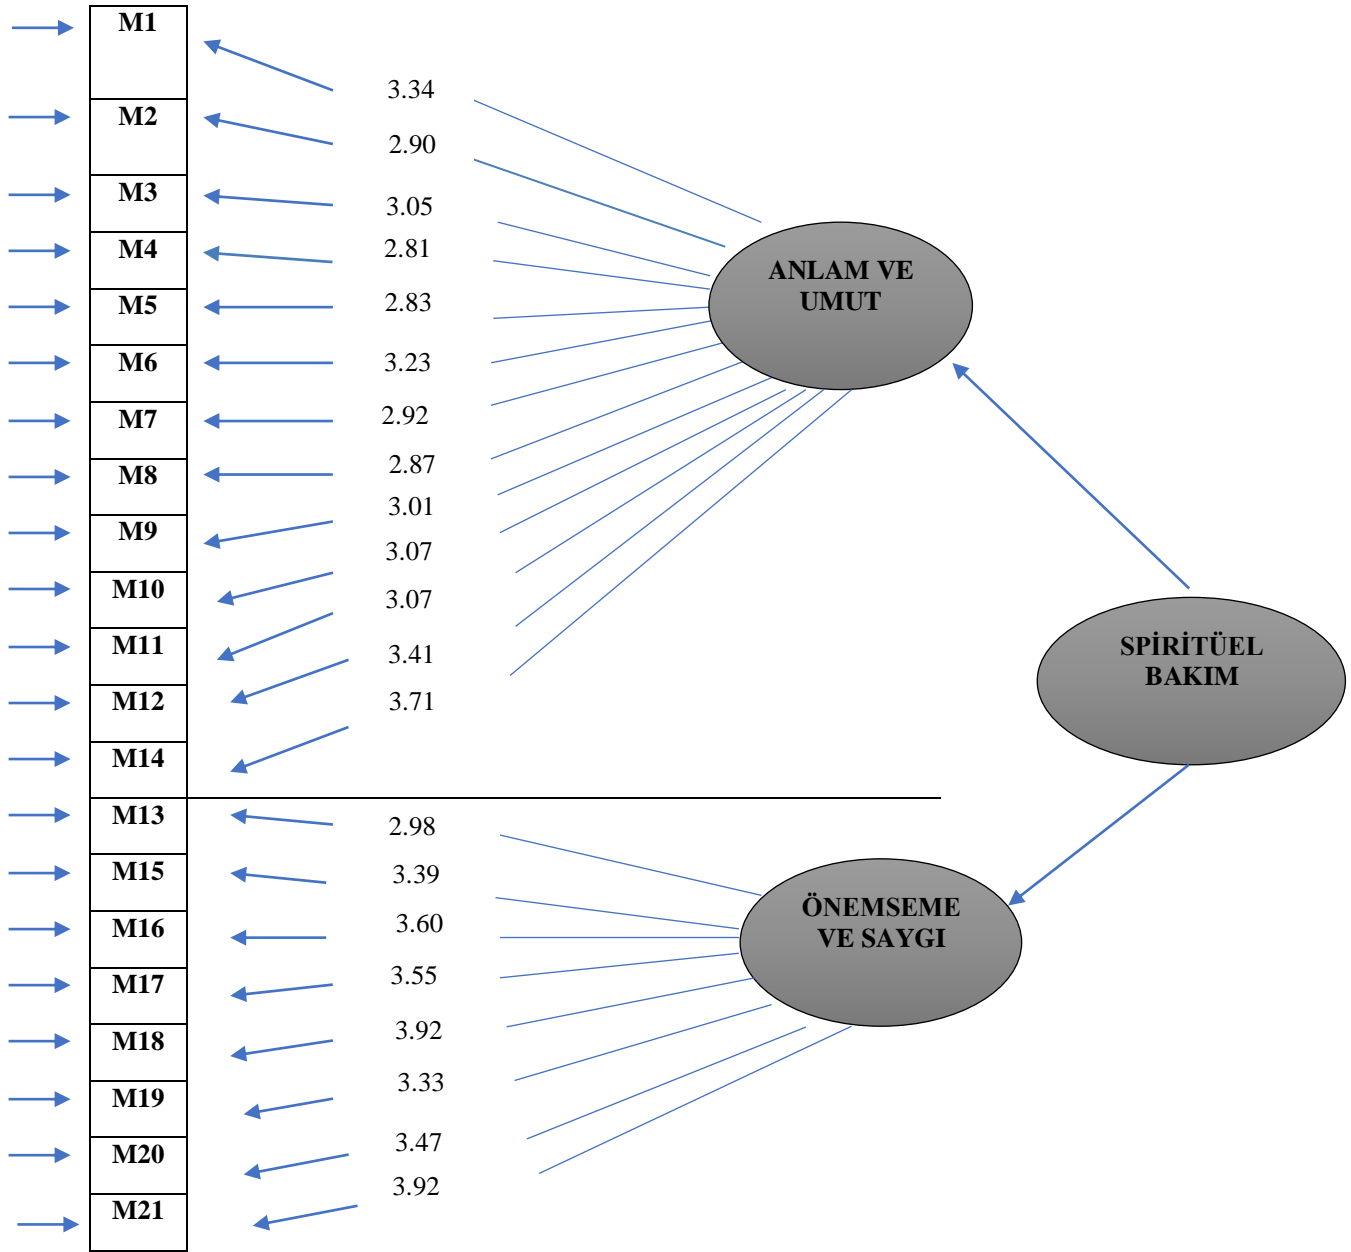 M1
M2
M3
M4
M5
M6
M7
M8
M9
M10
M11
M12
M14
M13
M15
M16
M17
M18
M19
M20
M21
3.34
2.90
3.05
2.81
2.83
3.23
2.92
2.87
3.01
3.07
3.07
3.41
3.71
2.98
3.39
3.60
3.55
3.92
3.33
3.47
3.92
ANLAM VE
UMUT
ÖNEMSEME
VE SAYGI
SPİRİTÜEL
BAKIM